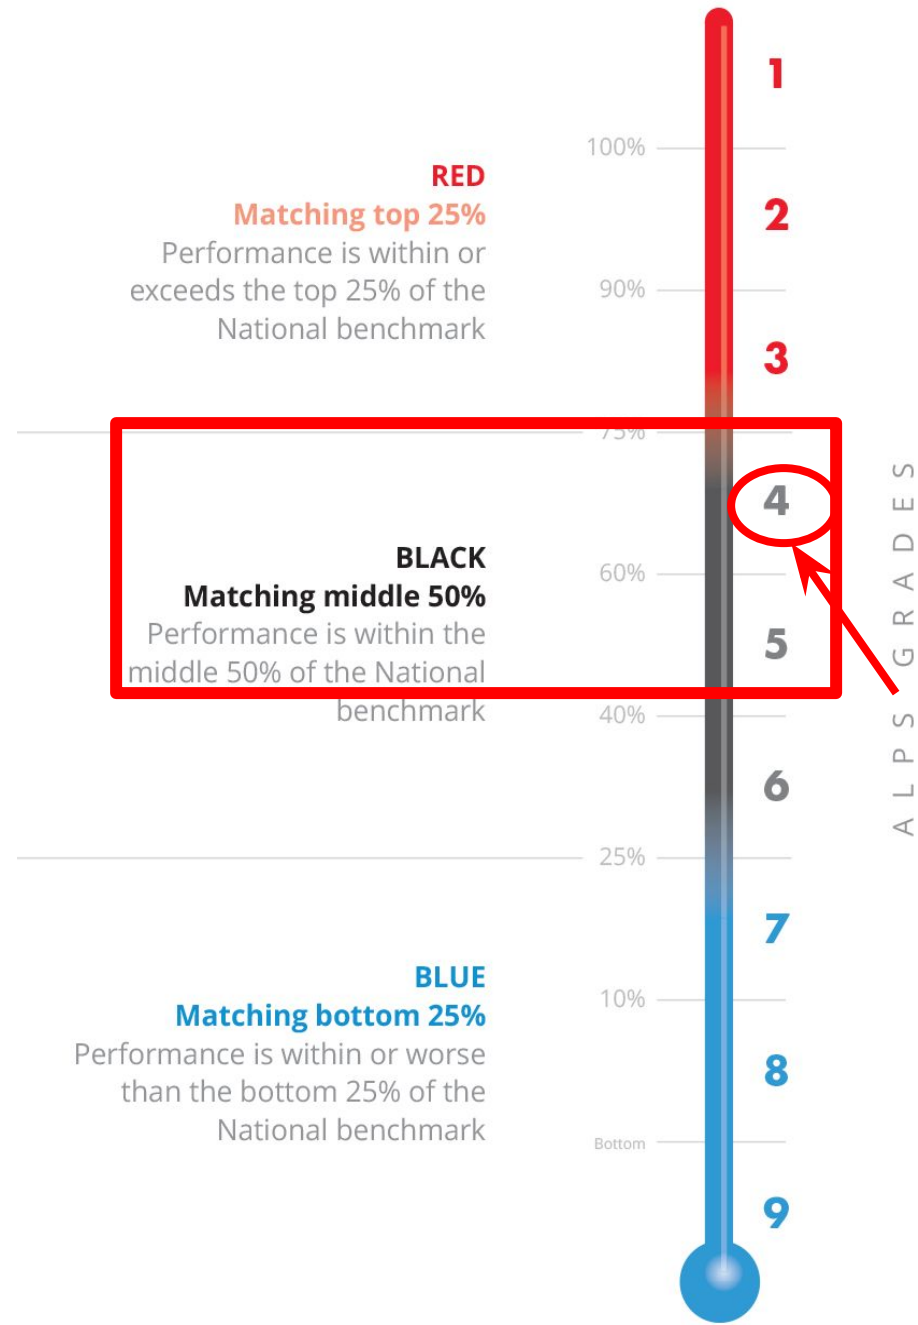 1
100%
RED
Matching top 25%
Performance is within or
exceeds the top 25% of the
National benchmark
2
90%
3
75%
4
BLACK
Matching middle 50%
Performance is within the
middle 50% of the National
benchmark
60%
5
40%
6
25%
7
BLUE
Matching bottom 25%
Performance is within or worse
than the bottom 25% of the
National benchmark
10%
8
Bottom
9
ALPS GRADES